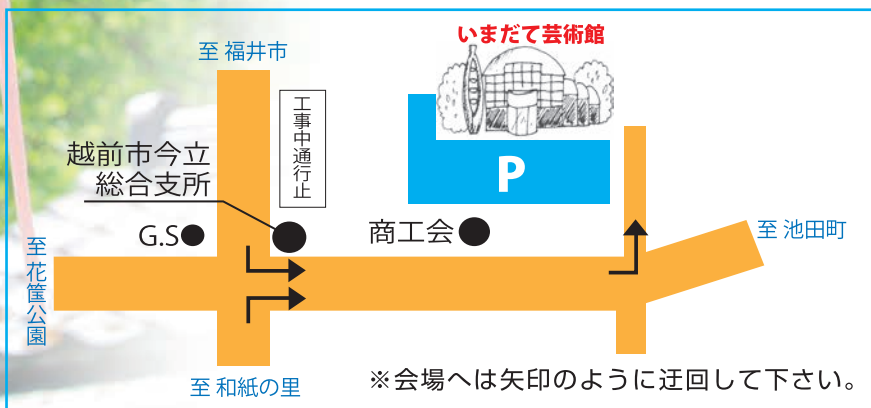 いまだて芸術館
至 福井市
工事中通行止
越前市今立
総合支所
P
G.S
商工会
至 池田町
至 花筐公園
至 和紙の里
※会場へは矢印のように迂回して下さい。